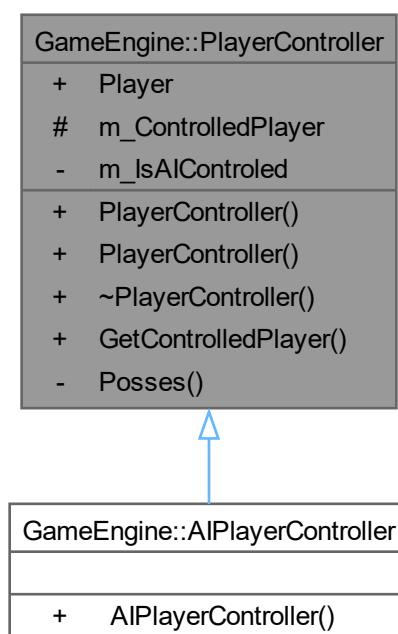 GameEngine::PlayerController
+ Player
# m_ControlledPlayer
- m_IsAIControled
+ PlayerController()
+ PlayerController()
+ ~PlayerController()
+ GetControlledPlayer()
- Posses()
GameEngine::AIPlayerController
+ AIPlayerController()